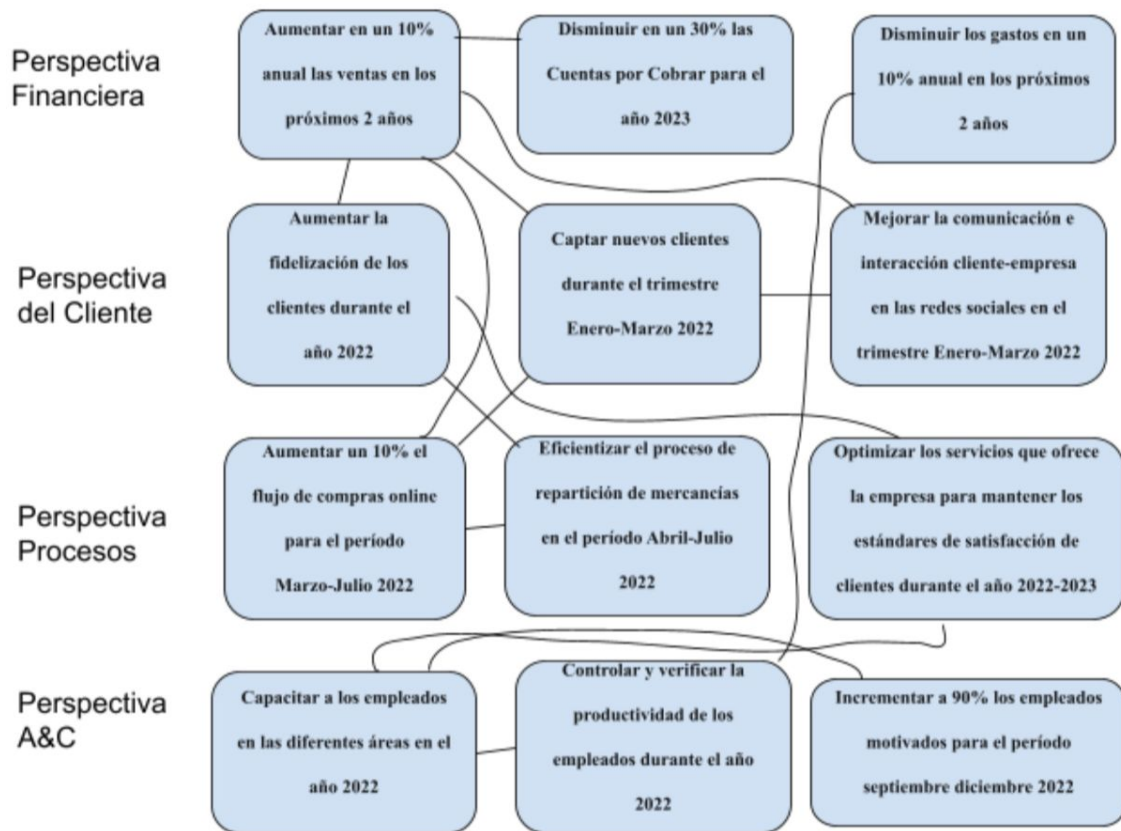 Perspectiva
Financiera
Aumentar en un 10%
anual las ventas en los
próximos 2 años
Disminuir en un 30% las
Cuentas por Cobrar para el
año 2023
Disminuir los gastos en un
10% anual en los próximos
2 años
Perspectiva
del Cliente
Aumentar la
fidelización de los
clientes durante el
año 2022
Captar nuevos clientes
durante el trimestre
Enero-Marzo 2022
Mejorar la comunicación e
interacción cliente-empresa
en las redes sociales en el
trimestre Enero-Marzo 2022
Perspectiva
Procesos
Aumentar un 10% el
flujo de compras online
para el período
Marzo-Julio 2022
Eficientizar el proceso de
repartición de mercancías
en el período Abril-Julio
2022
Optimizar los servicios que ofrece
la empresa para mantener los
estándares de satisfacción de
clientes durante el año 2022-2023
Perspectiva
A&C
Capacitar a los empleados
en las diferentes áreas en el
año 2022
Controlar y verificar la
productividad de los
empleados durante el año
2022
Incrementar a 90% los empleados
motivados para el período
septiembre diciembre 2022